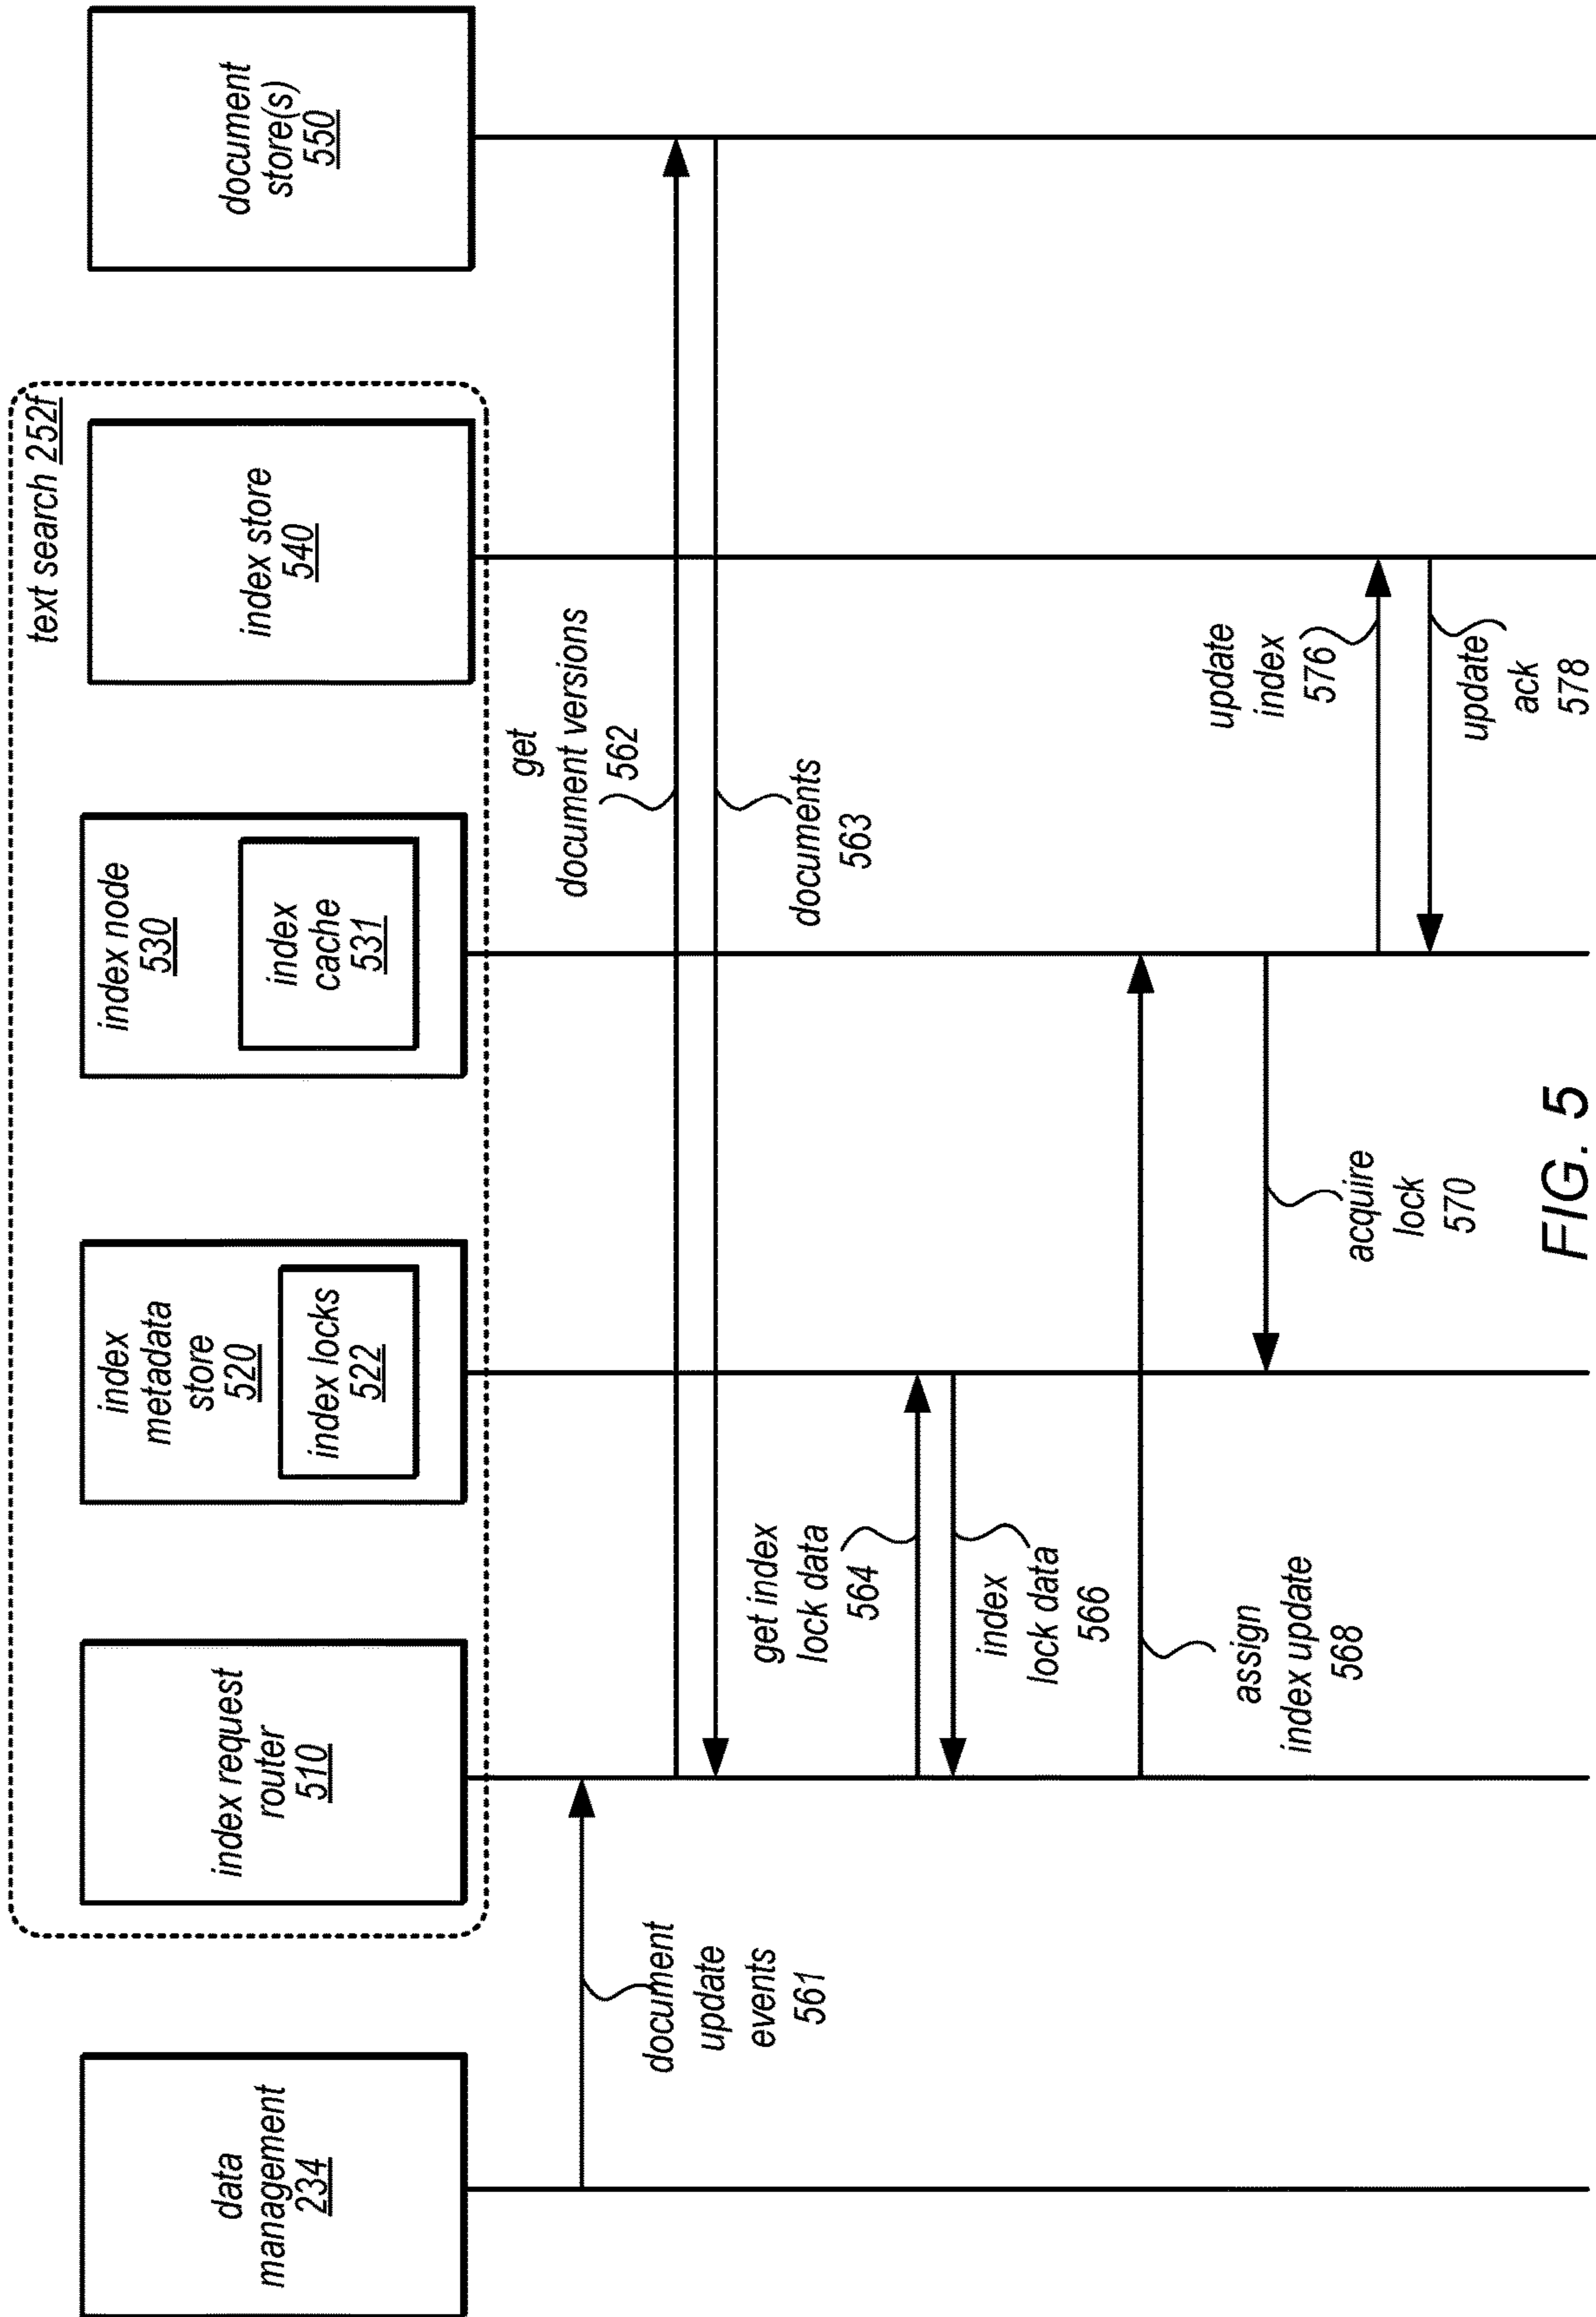 text search 252f
data
management
234
index request
router
510
index
metadata
store
520
index locks
522
index node
530
index
cache
531
index store
540
document
store(s)
550
document
update
events
561
get
document versions
562
documents
563
get index
lock data
564
index
lock data
566
assign
index update
568
acquire
lock
570
update
index
576
update
ack
578
FIG. 5